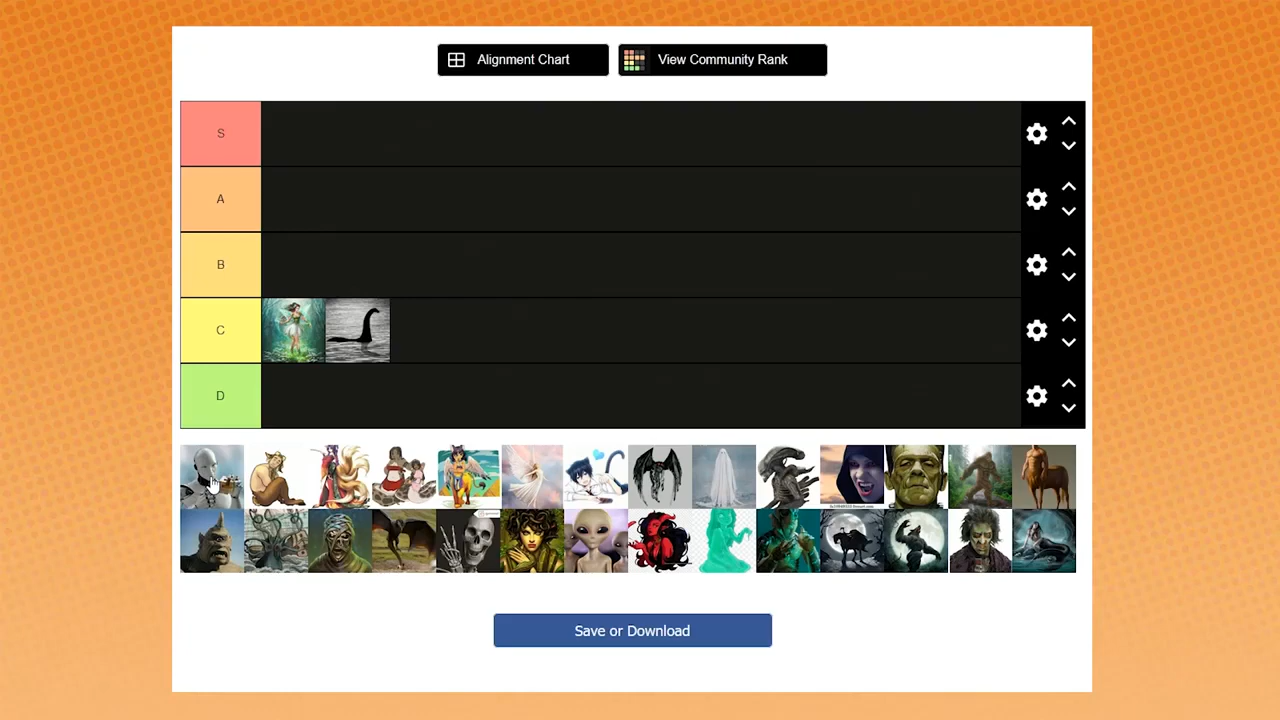 Alignment Chart
View Community Rank
S
A
B
C
D
Save or Download